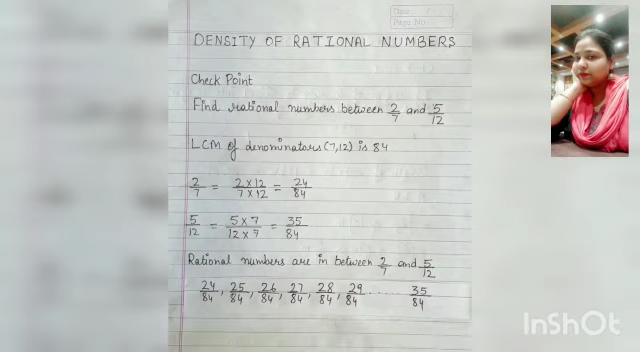 Date / /
Page No.
DENSITY OF RATIONAL NUMBERS
Check Point
Find rational numbers between 2/7 and 5/12
LCM of denominators (7,12) is 84
2/7 = 2×12/7×12 = 24/84
5/12 = 5×7/12×7 = 35/84
Rational numbers are in between 2/7 and 5/12
24/84, 25/84, 26/84, 27/84, 28/84, 29/84 ..... 35/84
InShOt